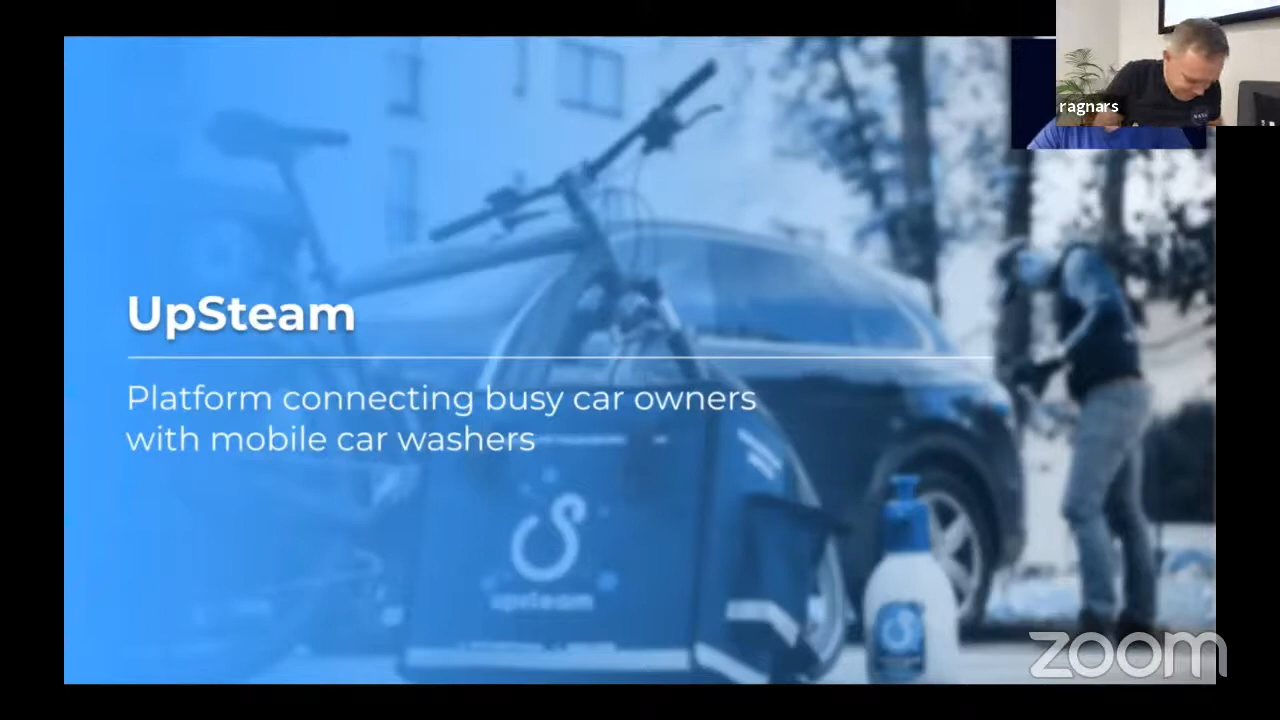 ragnars
UpSteam
Platform connecting busy car owners
with mobile car washers
upsteam
zoom